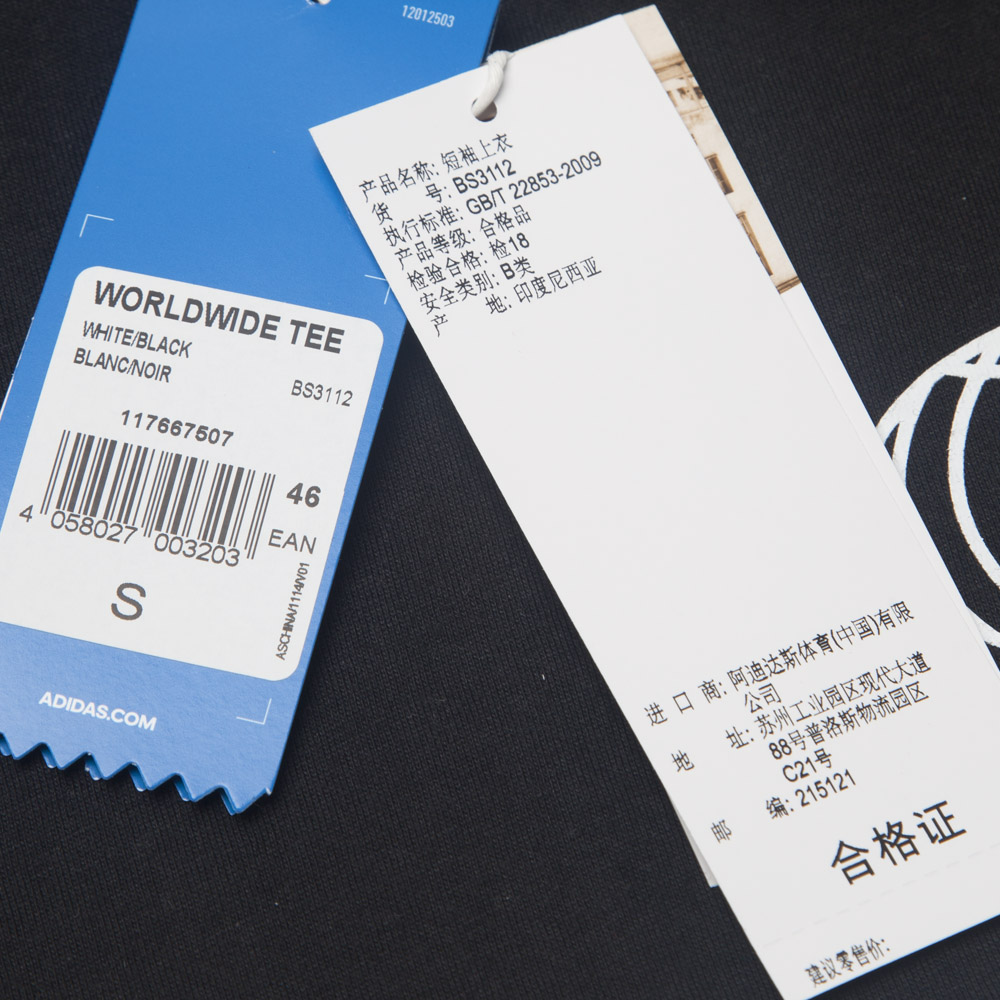 12012503
WORLDWIDE TEE
WHITE/BLACK
BLANC/NOIR
BS3112
117667507
46
4 058027 003203
EAN
S
ASCHINA/1114/V01
ADIDAS.COM
产品名称: 短袖上衣
货 号: BS3112
执行标准: GB/T 22853-2009
产品等级: 合格品
检验合格: 检18
安全类别: B类
产 地: 印度尼西亚
进 口 商: 阿迪达斯体育(中国)有限
公司
地 址: 苏州工业园区现代大道
88号普洛斯物流园区
C21号
邮 编: 215121
合格证
建议零售价: